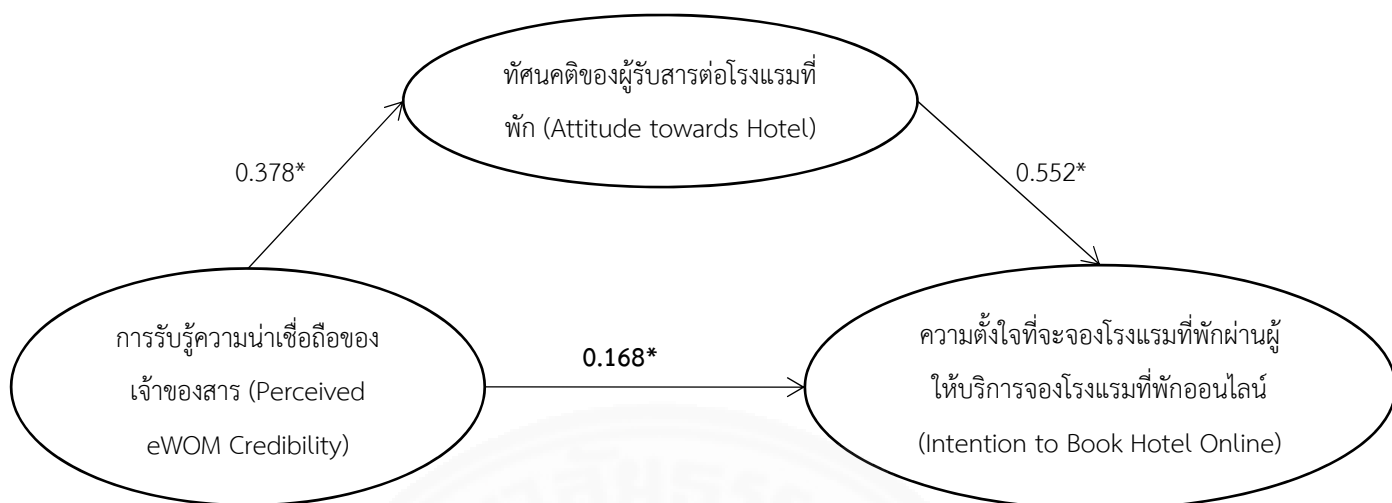 ทัศนคติของผู้รับสารต่อโรงแรมที่
พัก (Attitude towards Hotel)
0.378*
0.552*
การรับรู้ความน่าเชื่อถือของ
เจ้าของสาร (Perceived
eWOM Credibility)
0.168*
ความตั้งใจที่จะจองโรงแรมที่พักผ่านผู้
ให้บริการจองโรงแรมที่พักออนไลน์
(Intention to Book Hotel Online)